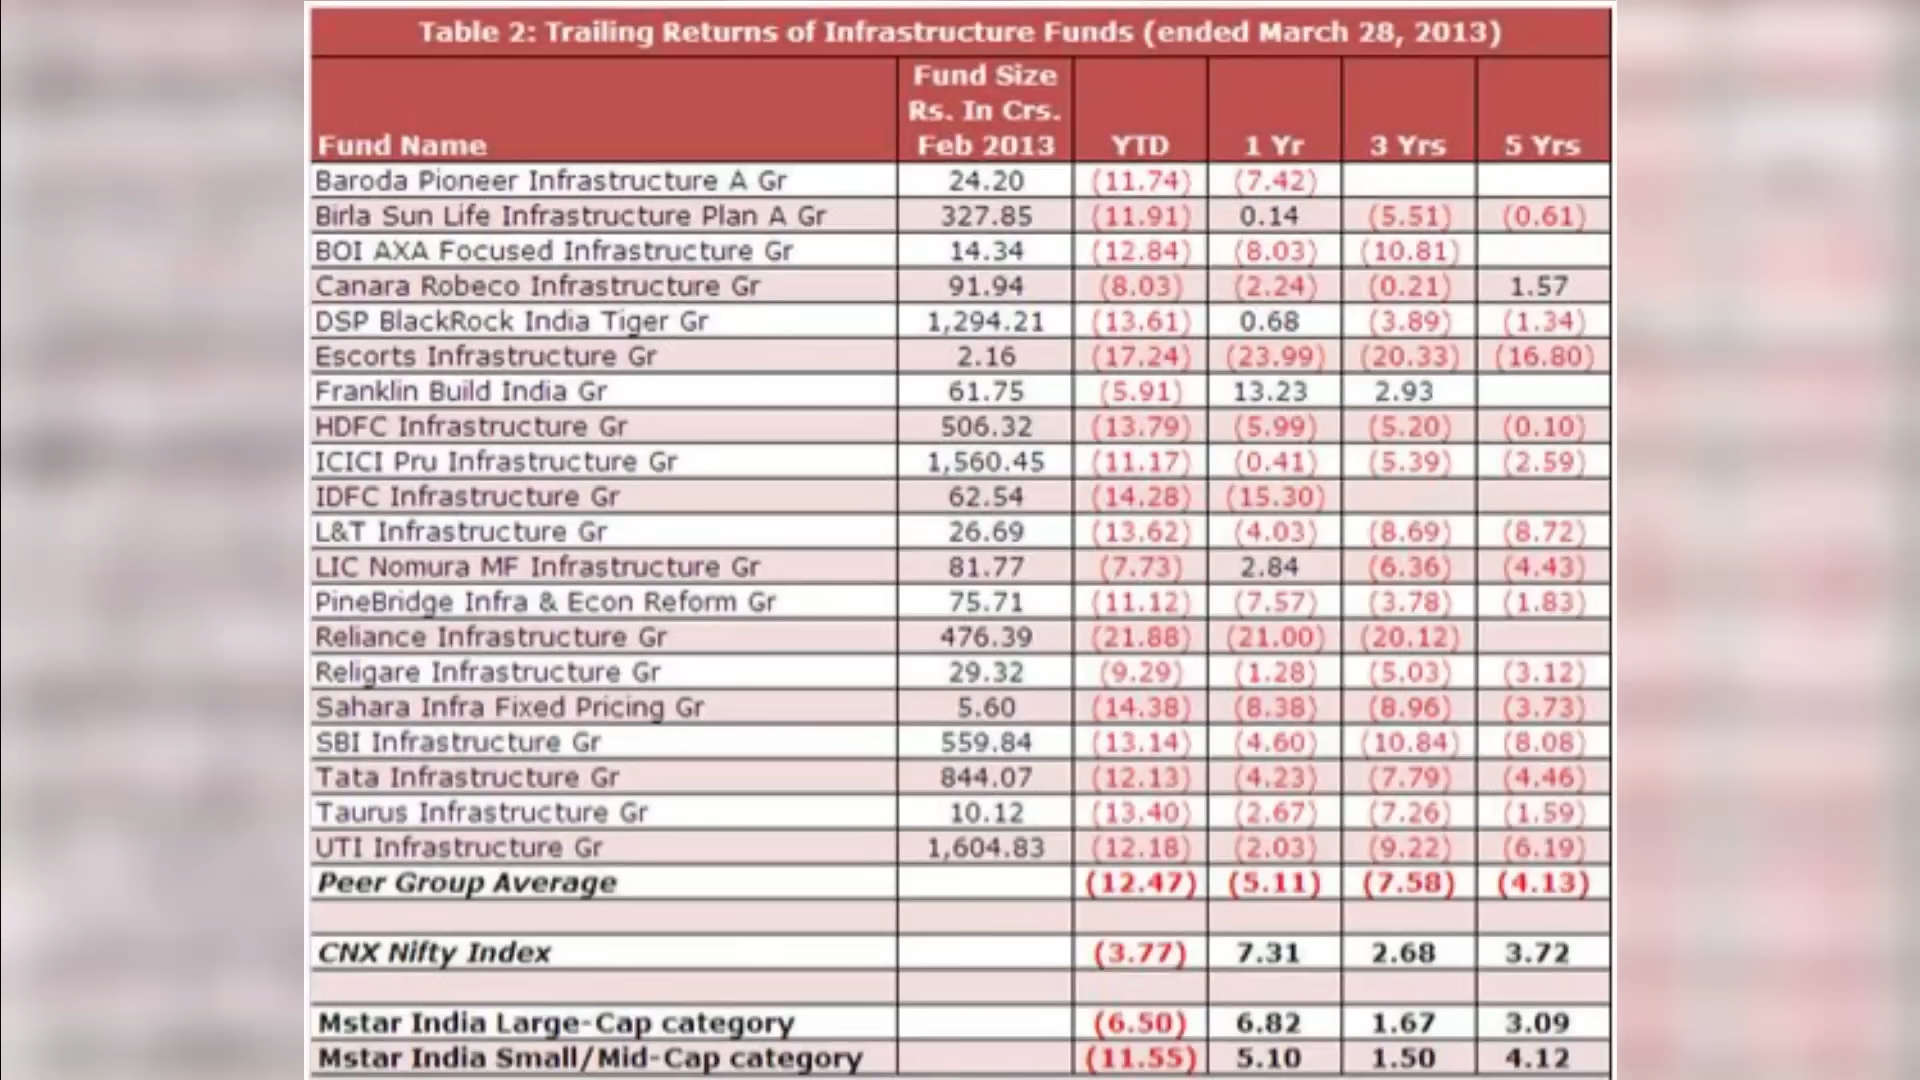 Table 2: Trailing Returns of Infrastructure Funds (ended March 28, 2013)
Fund Name Fund Size Rs. In Crs. Feb 2013 YTD 1 Yr 3 Yrs 5 Yrs
Baroda Pioneer Infrastructure A Gr 24.20 (11.74) (7.42)
Birla Sun Life Infrastructure Plan A Gr 327.85 (11.91) 0.14 (5.51) (0.61)
BOI AXA Focused Infrastructure Gr 14.34 (12.84) (8.03) (10.81)
Canara Robeco Infrastructure Gr 91.94 (8.03) (2.24) (0.21) 1.57
DSP BlackRock India Tiger Gr 1,294.21 (13.61) 0.68 (3.89) (1.34)
Escorts Infrastructure Gr 2.16 (17.24) (23.99) (20.33) (16.80)
Franklin Build India Gr 61.75 (5.91) 13.23 2.93
HDFC Infrastructure Gr 506.32 (13.79) (5.99) (5.20) (0.10)
ICICI Pru Infrastructure Gr 1,560.45 (11.17) (0.41) (5.39) (2.59)
IDFC Infrastructure Gr 62.54 (14.28) (15.30)
L&T Infrastructure Gr 26.69 (13.62) (4.03) (8.69) (8.72)
LIC Nomura MF Infrastructure Gr 81.77 (7.73) 2.84 (6.36) (4.43)
PineBridge Infra & Econ Reform Gr 75.71 (11.12) (7.57) (3.78) (1.83)
Reliance Infrastructure Gr 476.39 (21.88) (21.00) (20.12)
Religare Infrastructure Gr 29.32 (9.29) (1.28) (5.03) (3.12)
Sahara Infra Fixed Pricing Gr 5.60 (14.38) (8.38) (8.96) (3.73)
SBI Infrastructure Gr 559.84 (13.14) (4.60) (10.84) (8.08)
Tata Infrastructure Gr 844.07 (12.13) (4.23) (7.79) (4.46)
Taurus Infrastructure Gr 10.12 (13.40) (2.67) (7.26) (1.59)
UTI Infrastructure Gr 1,604.83 (12.18) (2.03) (9.22) (6.19)
Peer Group Average (12.47) (5.11) (7.58) (4.13)
CNX Nifty Index (3.77) 7.31 2.68 3.72
Mstar India Large-Cap category (6.50) 6.82 1.67 3.09
Mstar India Small/Mid-Cap category (11.55) 5.10 1.50 4.12